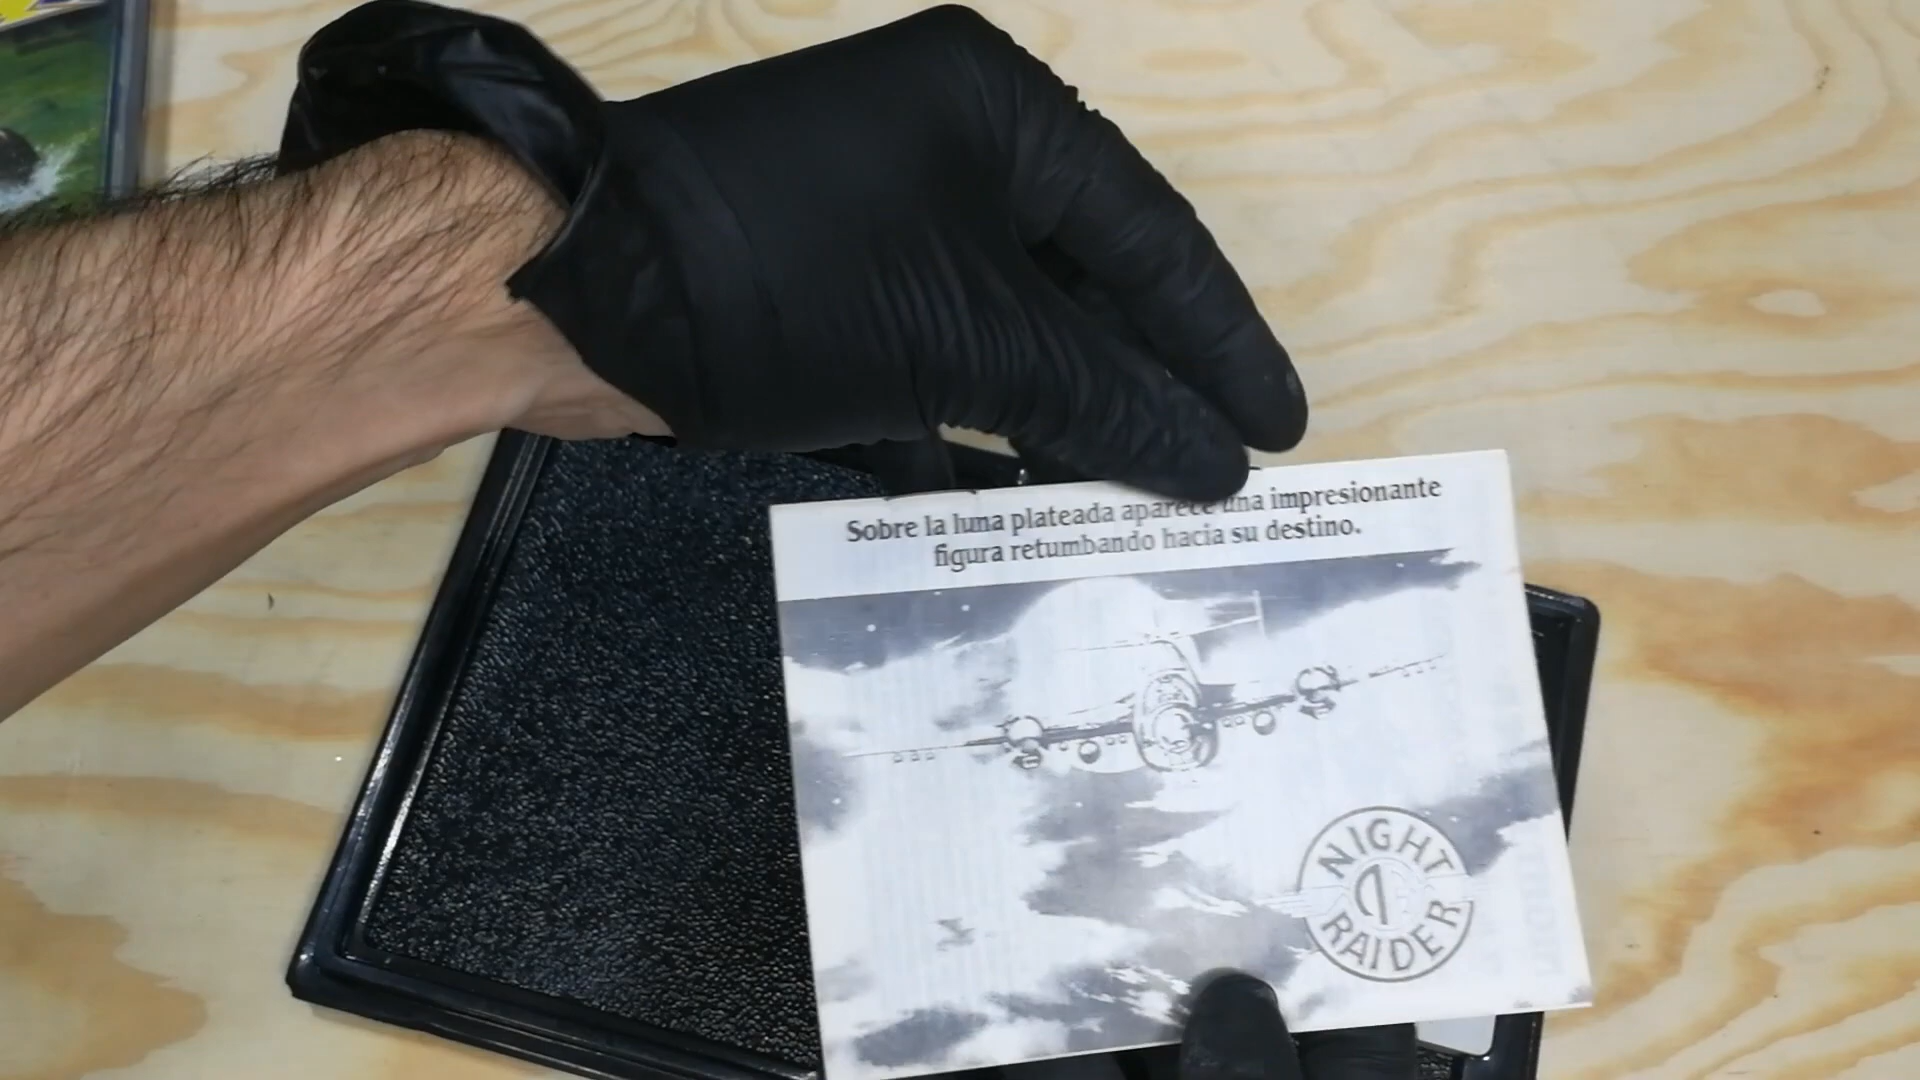 Sobre la luna plateada aparece una impresionante
figura retumbando hacia su destino.
NIGHT
RAIDER